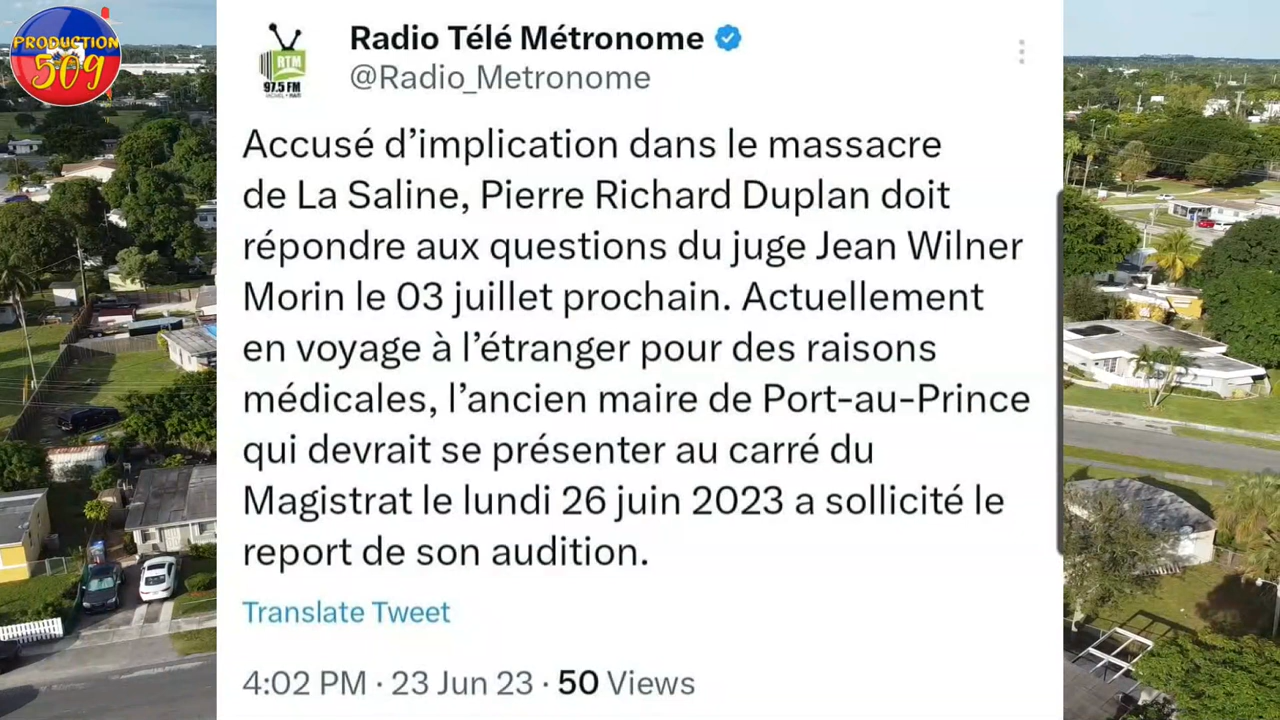 PRODUCTION
509
RTM
97.5 FM
Radio Télé Métronome
@Radio_Metronome
Accusé d’implication dans le massacre
de La Saline, Pierre Richard Duplan doit
répondre aux questions du juge Jean Wilner
Morin le 03 juillet prochain. Actuellement
en voyage à l’étranger pour des raisons
médicales, l’ancien maire de Port-au-Prince
qui devrait se présenter au carré du
Magistrat le lundi 26 juin 2023 a sollicité le
report de son audition.
Translate Tweet
4:02 PM · 23 Jun 23 · 50 Views